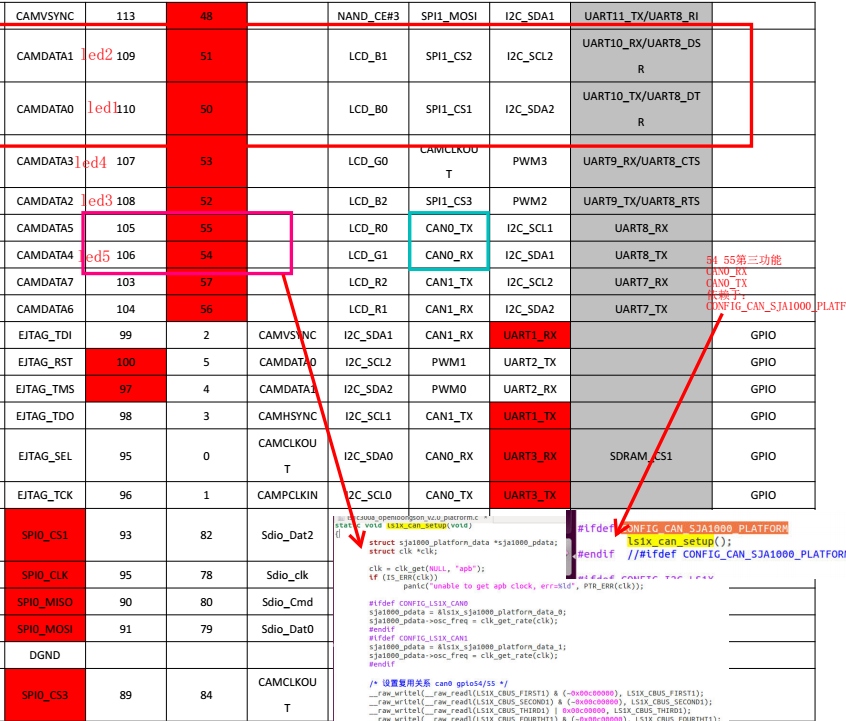 CAMVSYNC 113 48 NAND_CE#3 SPI1_MOSI I2C_SDA1 UART11_TX/UART8_RI
UART10_RX/UART8_DS
CAMDATA1 led2 109 51 LCD_B1 SPI1_CS2 I2C_SCL2
R
UART10_TX/UART8_DT
CAMDATA0 led1 110 50 LCD_B0 SPI1_CS1 I2C_SDA2
R
CAMCLKOU
CAMDATA3 led4 107 53 LCD_G0 PWM3 UART9_RX/UART8_CTS
T
CAMDATA2 led3 108 52 LCD_B2 SPI1_CS3 PWM2 UART9_TX/UART8_RTS
CAMDATA5 105 55 LCD_R0 CAN0_TX I2C_SCL1 UART8_RX
CAMDATA4 led5 106 54 LCD_G1 CAN0_RX I2C_SDA1 UART8_TX
54 55第三功能
CAN0_RX
CAN0_TX
依赖于:
CONFIG_CAN_SJA1000_PLATF
CAMDATA7 103 57 LCD_R2 CAN1_TX I2C_SCL2 UART7_RX
CAMDATA6 104 56 LCD_R1 CAN1_RX I2C_SDA2 UART7_TX
EJTAG_TDI 99 2 CAMVSYNC I2C_SDA1 CAN1_RX UART1_RX GPIO
EJTAG_RST 100 5 CAMDATA0 I2C_SCL2 PWM1 UART2_TX GPIO
EJTAG_TMS 97 4 CAMDATA1 I2C_SDA2 PWM0 UART2_RX GPIO
EJTAG_TDO 98 3 CAMHSYNC I2C_SCL1 CAN1_TX UART1_TX GPIO
CAMCLKOU
EJTAG_SEL 95 0 I2C_SDA0 CAN0_RX UART3_RX SDRAM_CS1 GPIO
T
EJTAG_TCK 96 1 CAMPCLKIN I2C_SCL0 CAN0_TX UART3_TX GPIO
SPI0_CS1 93 82 Sdio_Dat2
SPI0_CLK 95 78 Sdio_clk
SPI0_MISO 90 80 Sdio_Cmd
SPI0_MOSI 91 79 Sdio_Dat0
DGND
CAMCLKOU
SPI0_CS3 89 84
T
static void ls1x_can_setup(void)
{
struct sja1000_platform_data *sja1000_pdata;
struct clk *clk;
clk = clk_get(NULL, "apb");
if (IS_ERR(clk))
panic("unable to get apb clock, err=%ld", PTR_ERR(clk));
#ifdef CONFIG_LS1X_CAN0
sja1000_pdata = &ls1x_sja1000_platform_data_0;
sja1000_pdata->osc_freq = clk_get_rate(clk);
#endif
#ifdef CONFIG_LS1X_CAN1
sja1000_pdata = &ls1x_sja1000_platform_data_1;
sja1000_pdata->osc_freq = clk_get_rate(clk);
#endif
/* 设置复用关系 can0 gpio54/55 */
__raw_writel(__raw_readl(LS1X_CBUS_FIRST1) & (~0x00c00000), LS1X_CBUS_FIRST1);
__raw_writel(__raw_readl(LS1X_CBUS_SECOND1) & (~0x00c00000), LS1X_CBUS_SECOND1);
__raw_writel(__raw_readl(LS1X_CBUS_THIRD1) | 0x00c00000, LS1X_CBUS_THIRD1);
__raw_writel(__raw_readl(LS1X_CBUS_FOURTHT1) & (~0x00c00000), LS1X_CBUS_FOURTHT1);
#ifdef CONFIG_CAN_SJA1000_PLATFORM
ls1x_can_setup();
#endif //#ifdef CONFIG_CAN_SJA1000_PLATFORM